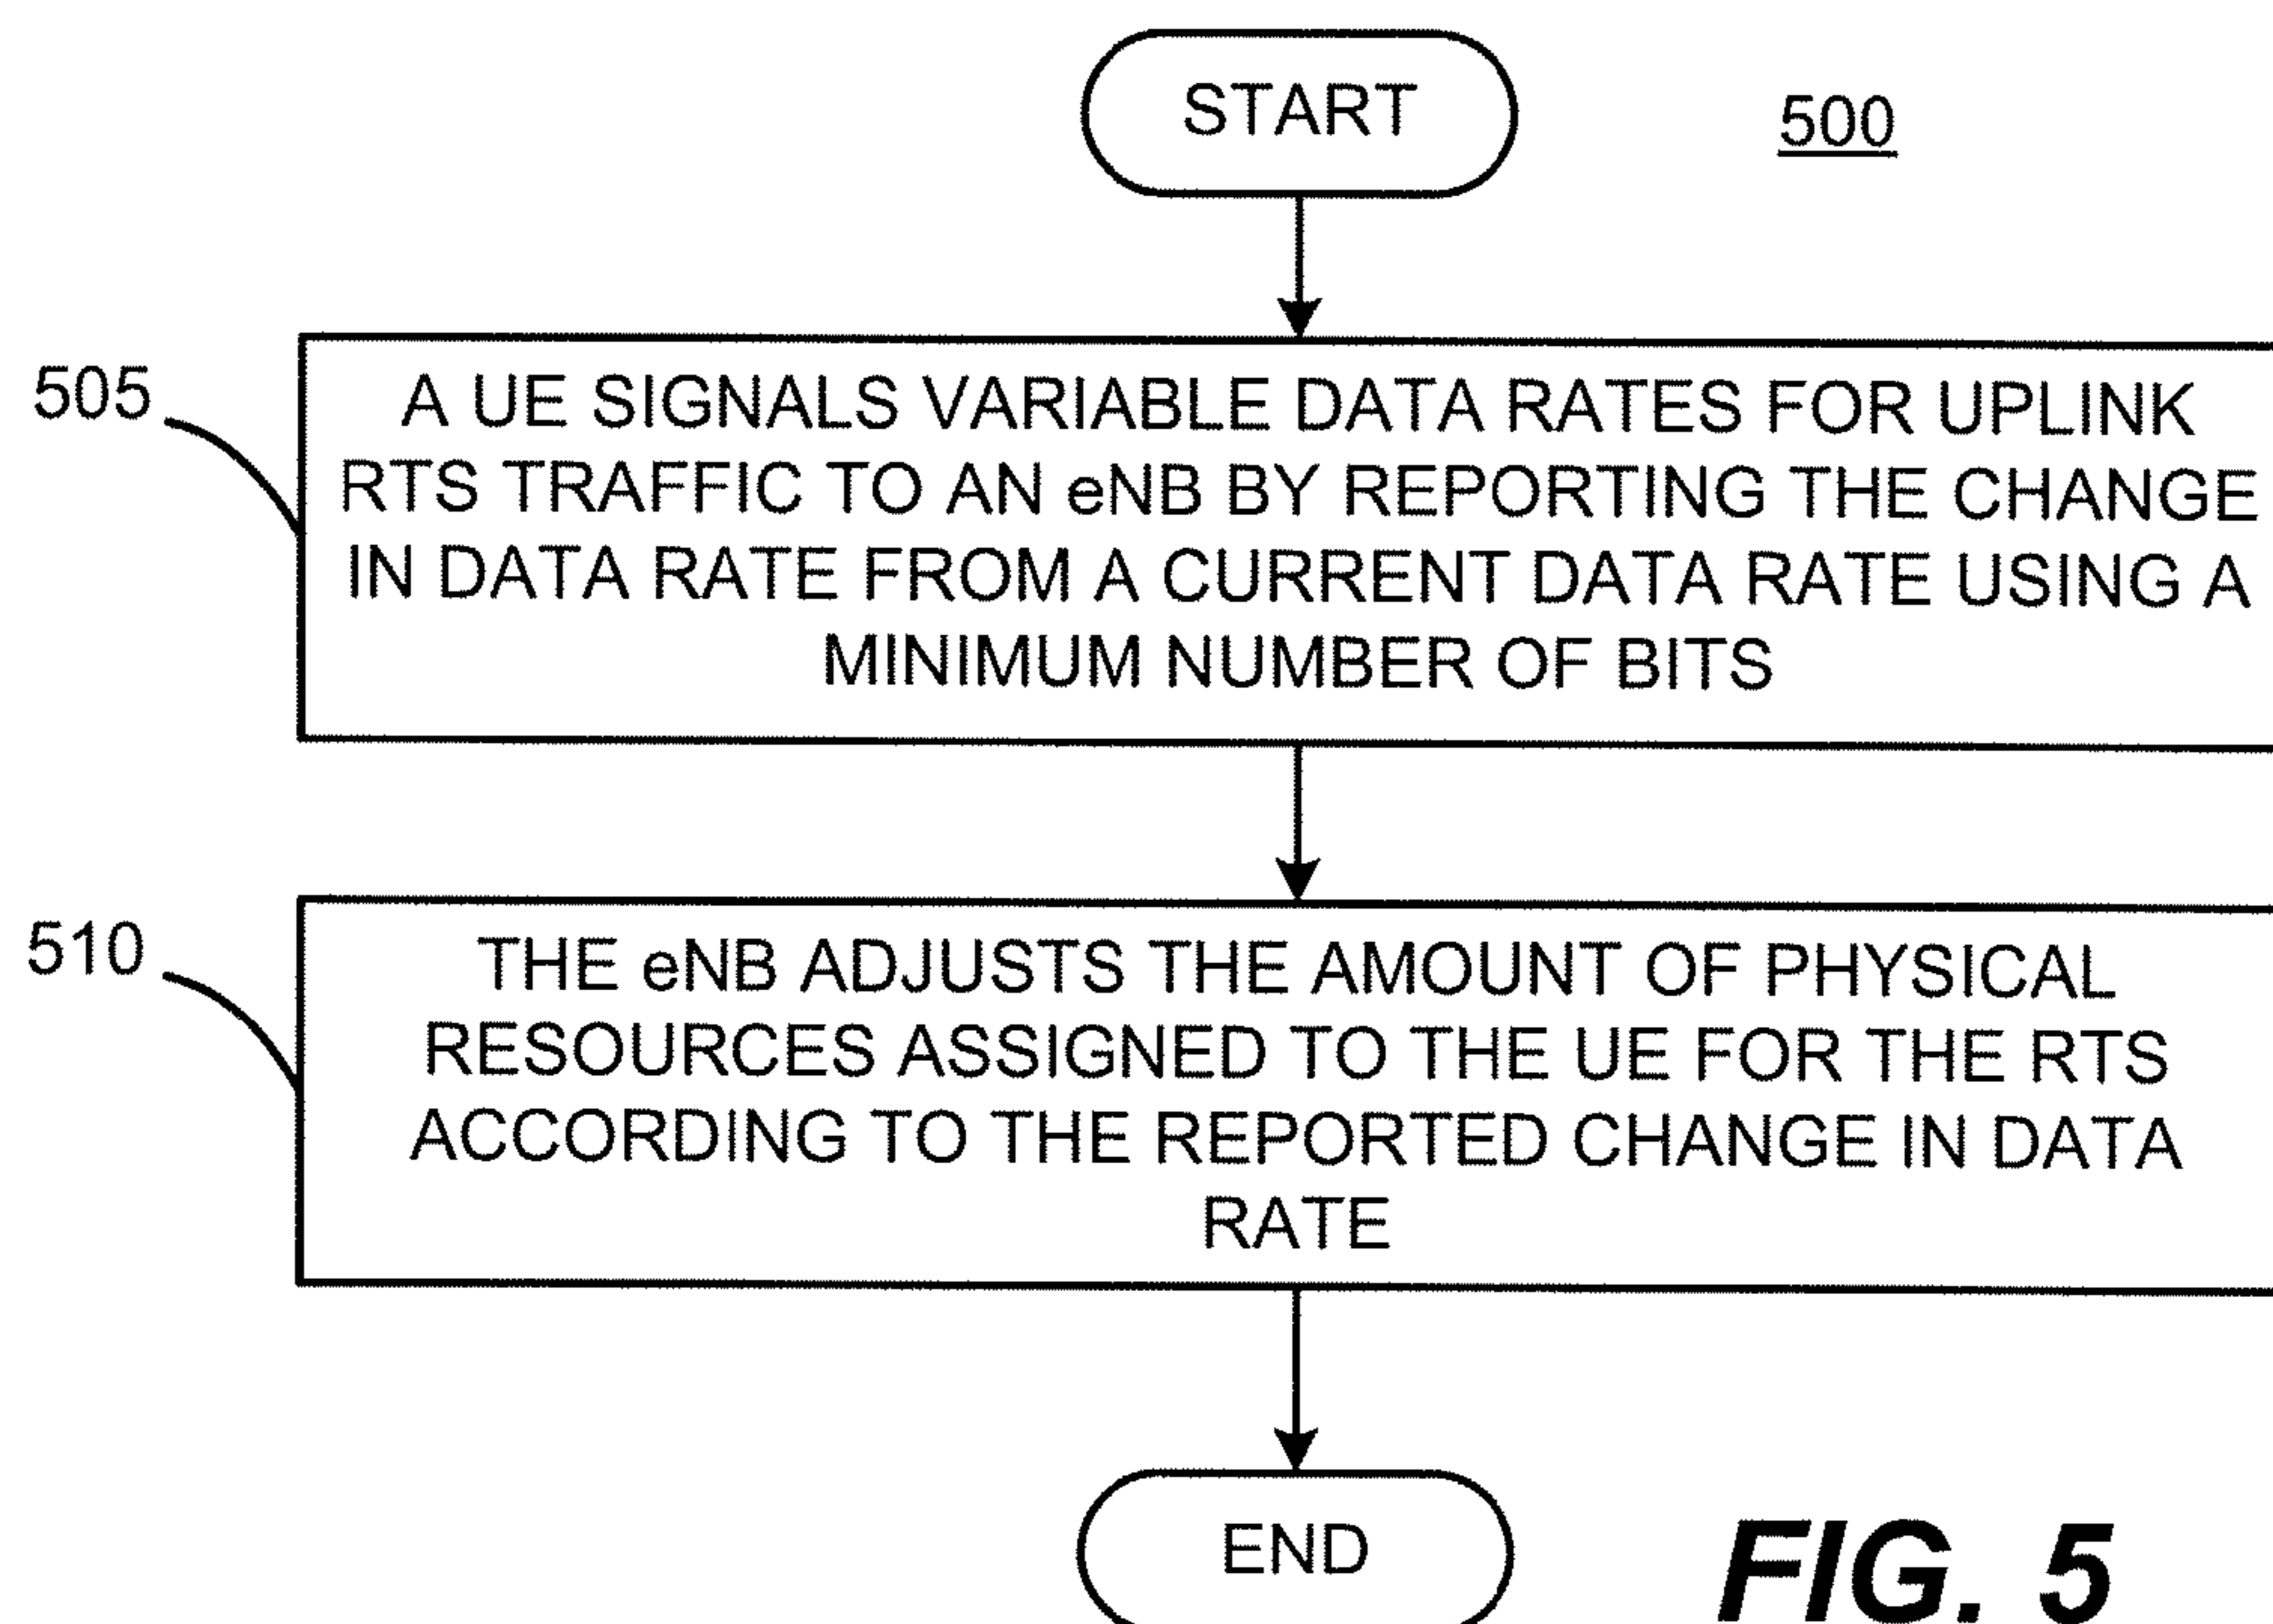 START
500
505
A UE SIGNALS VARIABLE DATA RATES FOR UPLINK
RTS TRAFFIC TO AN eNB BY REPORTING THE CHANGE
IN DATA RATE FROM A CURRENT DATA RATE USING A
MINIMUM NUMBER OF BITS
510
THE eNB ADJUSTS THE AMOUNT OF PHYSICAL
RESOURCES ASSIGNED TO THE UE FOR THE RTS
ACCORDING TO THE REPORTED CHANGE IN DATA
RATE
END
FIG. 5